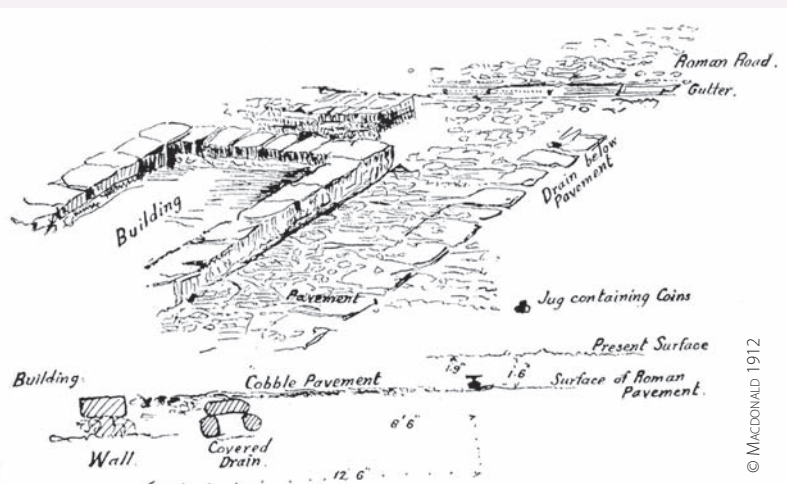 Roman Road.
Gutter.
Drain below
Pavement
Building
Pavement
Jug containing Coins
Present Surface
Building.
Cobble Pavement
1.9"
1.6"
Surface of Roman
Pavement.
8'6"
Wall.
Covered
Drain.
12 6"
© MACDONALD 1912